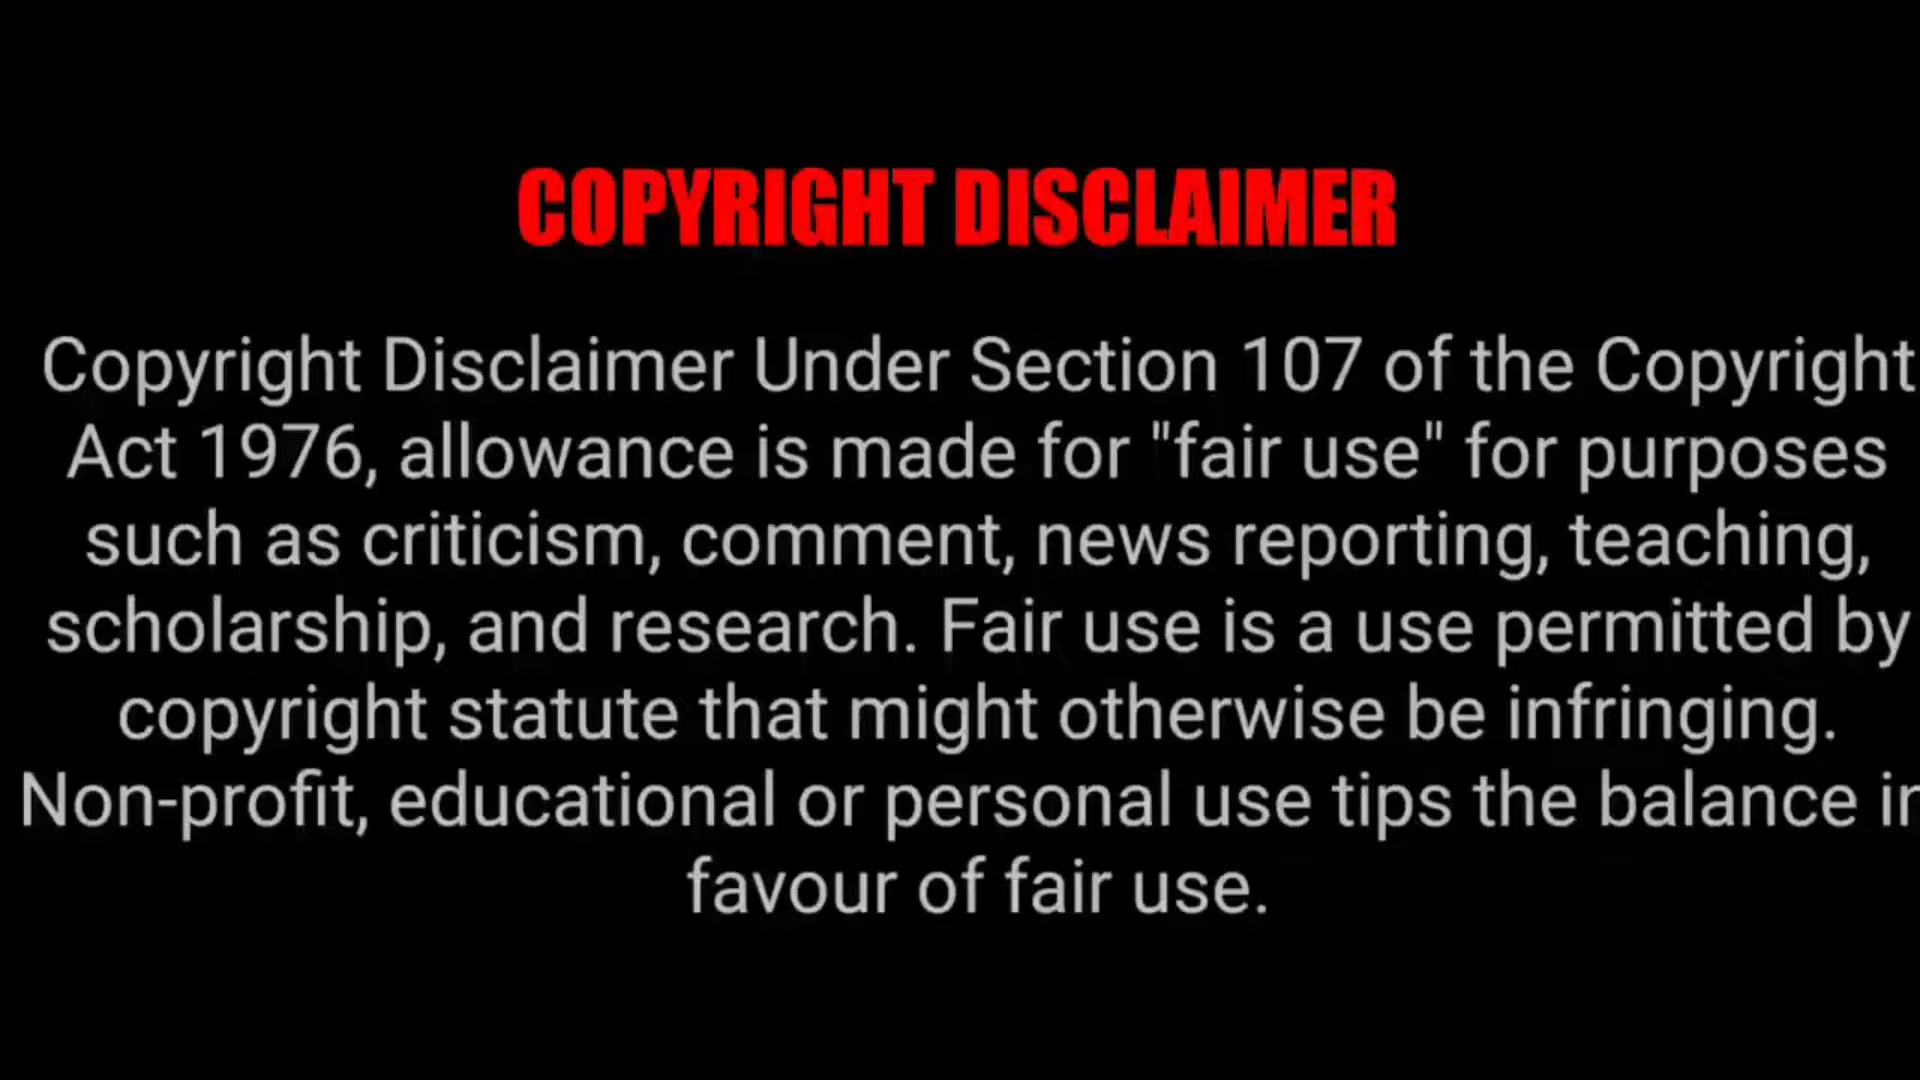 COPYRIGHT DISCLAIMER
Copyright Disclaimer Under Section 107 of the Copyright
Act 1976, allowance is made for "fair use" for purposes
such as criticism, comment, news reporting, teaching,
scholarship, and research. Fair use is a use permitted by
copyright statute that might otherwise be infringing.
Non-profit, educational or personal use tips the balance in
favour of fair use.